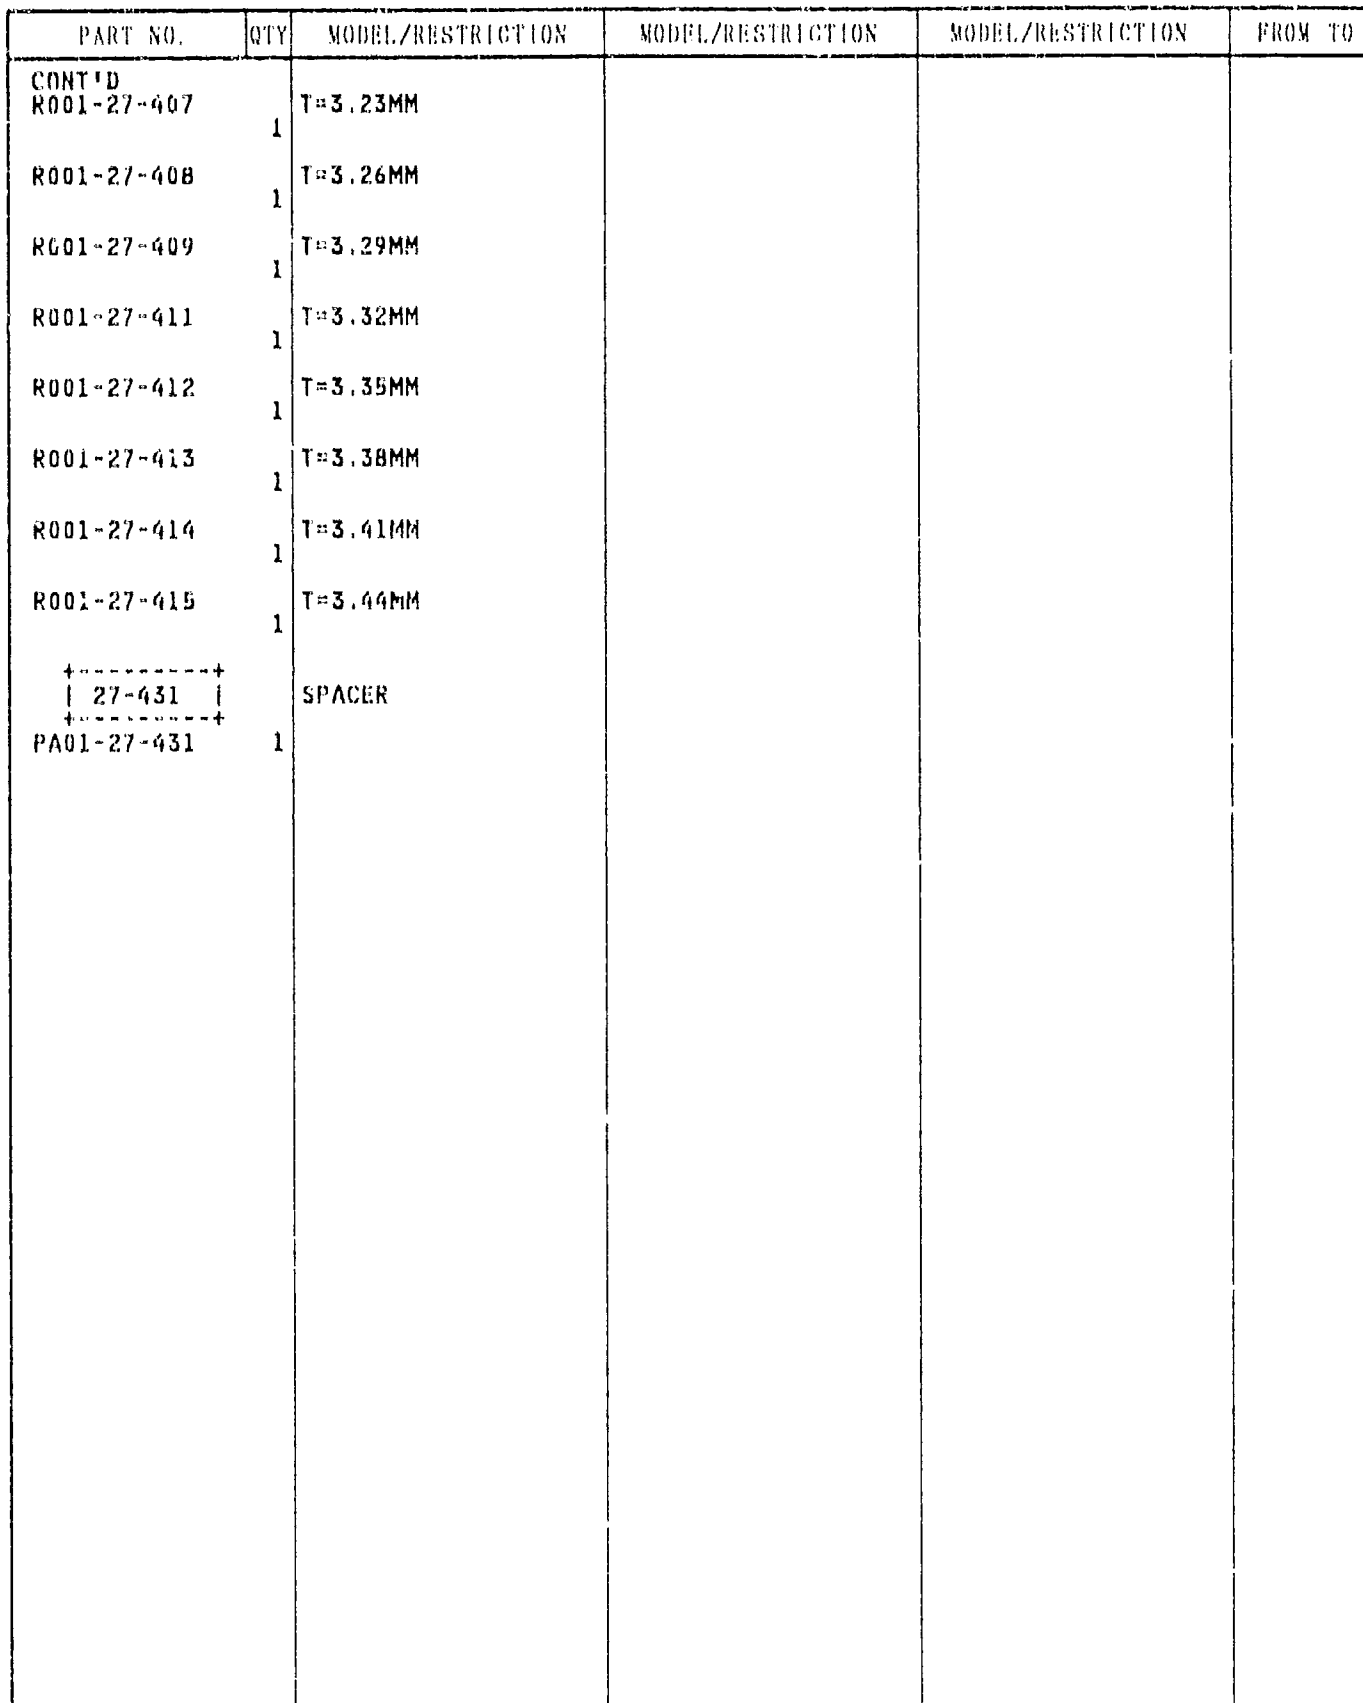 PART NO. QTY MODEL/RESTRICTION MODEL/RESTRICTION MODEL/RESTRICTION FROM TO
CONT'D
R001-27-407 T=3.23MM
1
R001-27-408 T=3.26MM
1
R001-27-409 T=3.29MM
1
R001-27-411 T=3.32MM
1
R001-27-412 T=3.35MM
1
R001-27-413 T=3.38MM
1
R001-27-414 T=3.41MM
1
R001-27-415 T=3.44MM
1
+----------+
| 27-431 | SPACER
+----------+
PA01-27-431 1